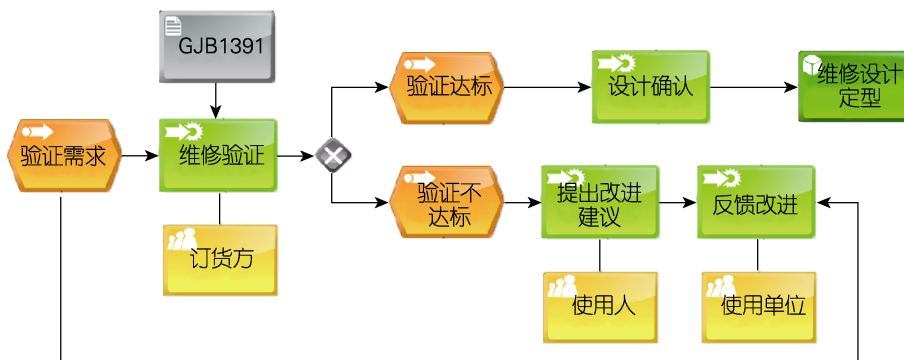 GJB1391
验证达标
设计确认
维修设计
定型
验证需求
维修验证
验证不
达标
提出改进
建议
反馈改进
订货方
使用人
使用单位